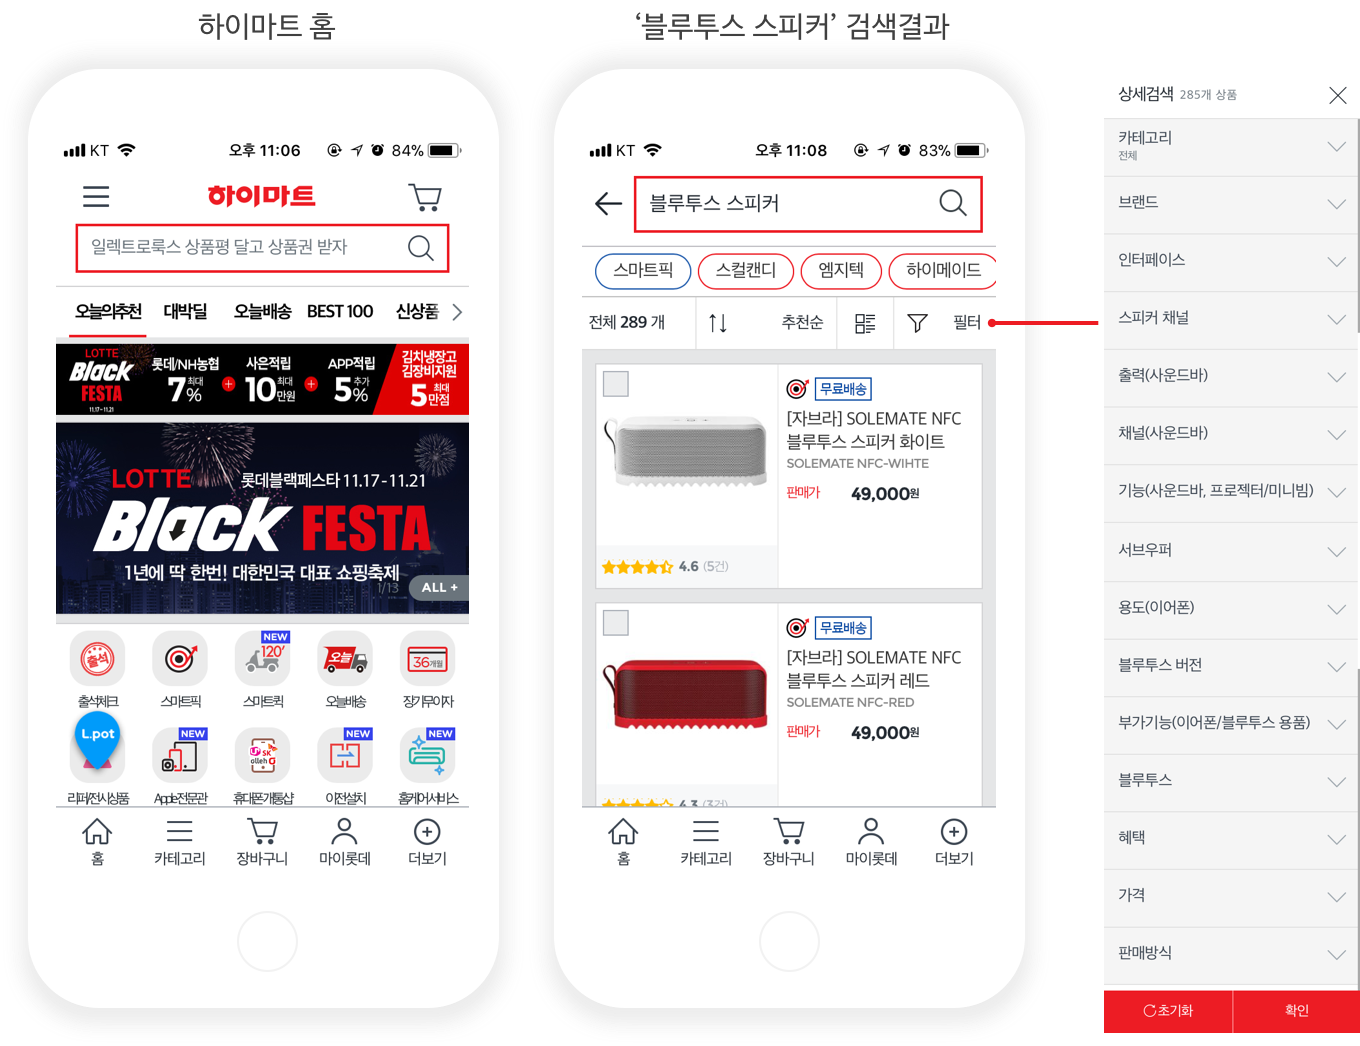 하이마트 홈
KT
오후 11:06
84%
하이마트
일렉트로룩스 상품평 달고 상품권 받자
오늘의추천 대박딜 오늘배송 BEST 100 신상품
LOTTE
Black
FESTA
11.17-11.21
롯데/NH농협
7% 최대
사은적립
10 최대
만원
APP적립
5% 추가
김치냉장고
김장비지원
5 최대
만점
LOTTE 롯데블랙페스타 11.17-11.21
Black FESTA
1년에 딱 한번! 대한민국 대표 쇼핑축제
1/13
ALL +
출석
NEW
120'
오늘
36개월
출석체크 스마트픽 스마트퀵 오늘배송 장기무이자
L.pot
NEW
SK
olleh
NEW
NEW
리퍼/전시상품 Apple전문관 휴대폰개통샵 이전설치 홈케어서비스
홈 카테고리 장바구니 마이롯데 더보기
‘블루투스 스피커’ 검색결과
KT
오후 11:08
83%
블루투스 스피커
스마트픽 스컬캔디 엠지텍 하이메이드
전체 289 개
추천순
필터
무료배송
[자브라] SOLEMATE NFC
블루투스 스피커 화이트
SOLEMATE NFC-WIHTE
판매가 49,000원
4.6 (5건)
무료배송
[자브라] SOLEMATE NFC
블루투스 스피커 레드
SOLEMATE NFC-RED
판매가 49,000원
4.3 (3건)
홈 카테고리 장바구니 마이롯데 더보기
상세검색 285개 상품
카테고리
전체
브랜드
인터페이스
스피커 채널
출력(사운드바)
채널(사운드바)
기능(사운드바, 프로젝터/미니빔)
서브우퍼
용도(이어폰)
블루투스 버전
부가기능(이어폰/블루투스 용품)
블루투스
혜택
가격
판매방식
초기화
확인